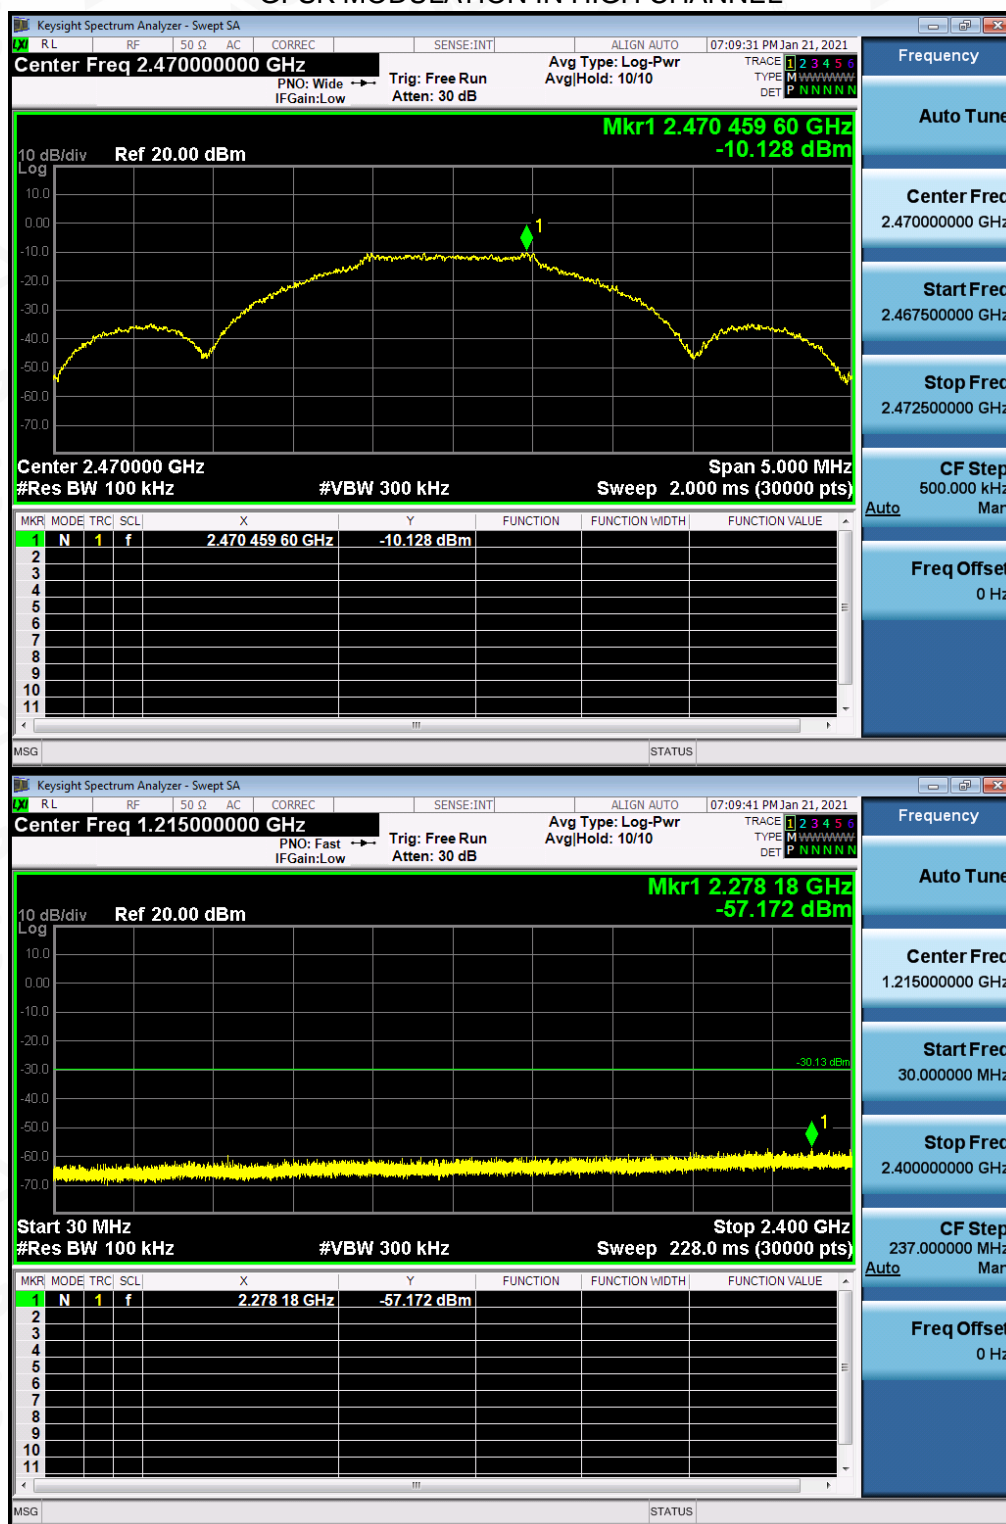 Keysight Spectrum Analyzer - Swept SA
LXI RL RF 50 Ω AC CORREC SENSE:INT ALIGN AUTO 07:09:31 PM Jan 21, 2021
Center Freq 2.470000000 GHz
PNO: Wide
IFGain:Low
Trig: Free Run
Atten: 30 dB
Avg Type: Log-Pwr
Avg|Hold: 10/10
TRACE 1 2 3 4 5 6
TYPE M WWWWW
DET P N N N N N
Mkr1 2.470 459 60 GHz
-10.128 dBm
10 dB/div Ref 20.00 dBm
Log
10.0
0.00
-10.0
-20.0
-30.0
-40.0
-50.0
-60.0
-70.0
1
Center 2.470000 GHz Span 5.000 MHz
#Res BW 100 kHz #VBW 300 kHz Sweep 2.000 ms (30000 pts)
MKR MODE TRC SCL X Y FUNCTION FUNCTION WIDTH FUNCTION VALUE
1 N 1 f 2.470 459 60 GHz -10.128 dBm
2
3
4
5
6
7
8
9
10
11
MSG STATUS
Frequency
Auto Tune
Center Freq
2.470000000 GHz
Start Freq
2.467500000 GHz
Stop Freq
2.472500000 GHz
CF Step
500.000 kHz
Auto Man
Freq Offset
0 Hz
Keysight Spectrum Analyzer - Swept SA
LXI RL RF 50 Ω AC CORREC SENSE:INT ALIGN AUTO 07:09:41 PM Jan 21, 2021
Center Freq 1.215000000 GHz
PNO: Fast
IFGain:Low
Trig: Free Run
Atten: 30 dB
Avg Type: Log-Pwr
Avg|Hold: 10/10
TRACE 1 2 3 4 5 6
TYPE M WWWWW
DET P N N N N N
Mkr1 2.278 18 GHz
-57.172 dBm
10 dB/div Ref 20.00 dBm
Log
10.0
0.00
-10.0
-20.0
-30.0
-40.0
-50.0
-60.0
-70.0
-30.13 dBm
1
Start 30 MHz Stop 2.400 GHz
#Res BW 100 kHz #VBW 300 kHz Sweep 228.0 ms (30000 pts)
MKR MODE TRC SCL X Y FUNCTION FUNCTION WIDTH FUNCTION VALUE
1 N 1 f 2.278 18 GHz -57.172 dBm
2
3
4
5
6
7
8
9
10
11
MSG STATUS
Frequency
Auto Tune
Center Freq
1.215000000 GHz
Start Freq
30.000000 MHz
Stop Freq
2.400000000 GHz
CF Step
237.000000 MHz
Auto Man
Freq Offset
0 Hz